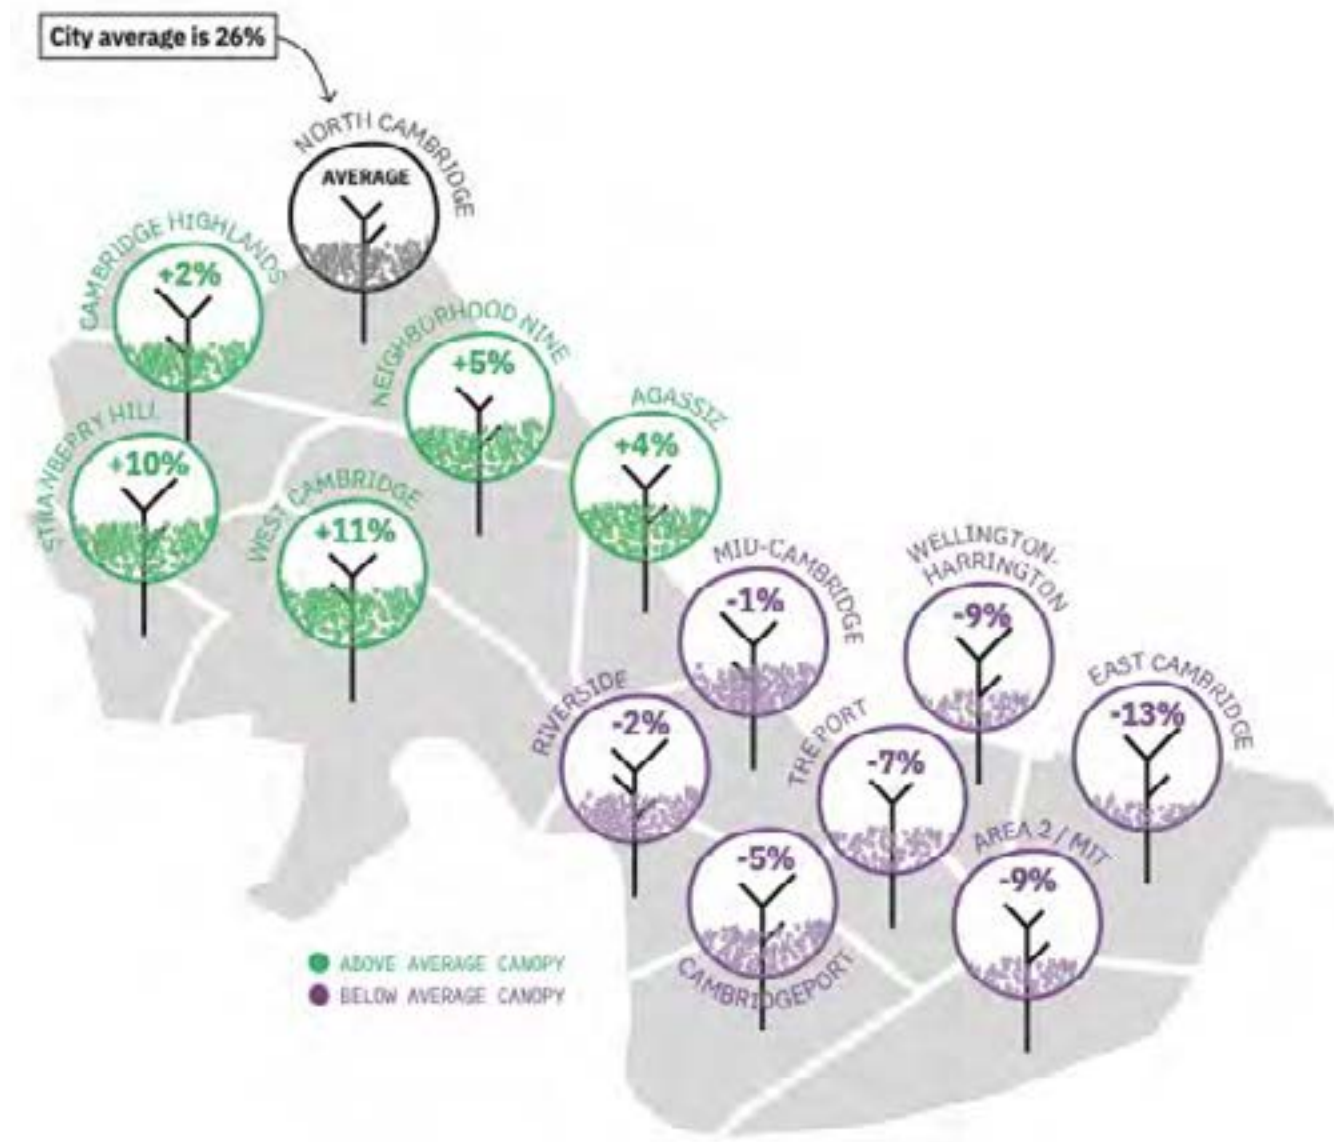 City average is 26%
NORTH CAMBRIDGE
AVERAGE
CAMBRIDGE HIGHLANDS
+2%
NEIGHBORHOOD NINE
+5%
AGASSIZ
+4%
STRAWBERRY HILL
+10%
WEST CAMBRIDGE
+11%
MID-CAMBRIDGE
-1%
WELLINGTON-
HARRINGTON
-9%
EAST CAMBRIDGE
-13%
RIVERSIDE
-2%
THE PORT
-7%
CAMBRIDGEPORT
-5%
AREA 2 / MIT
-9%
ABOVE AVERAGE CANOPY
BELOW AVERAGE CANOPY